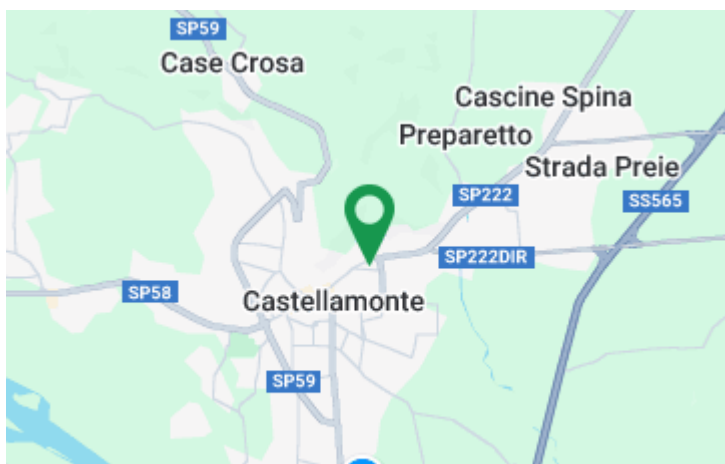 SP59
Case Crosa
Cascine Spina
Preparetto
Strada Preie
SP222
SS565
SP222DIR
SP58
Castellamonte
SP59